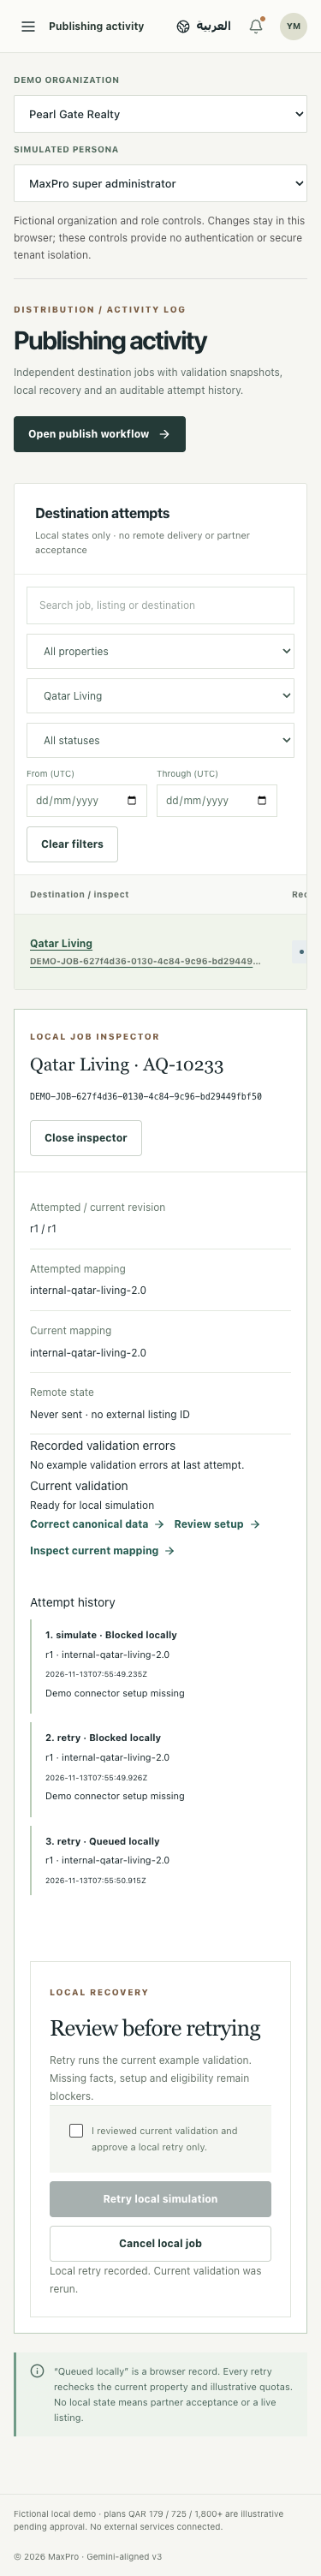 Publishing activity
العربية
YM
DEMO ORGANIZATION
Pearl Gate Realty
SIMULATED PERSONA
MaxPro super administrator
Fictional organization and role controls. Changes stay in this
browser; these controls provide no authentication or secure
tenant isolation.
DISTRIBUTION / ACTIVITY LOG
Publishing activity
Independent destination jobs with validation snapshots,
local recovery and an auditable attempt history.
Open publish workflow →
Destination attempts
Local states only · no remote delivery or partner
acceptance
Search job, listing or destination
All properties
Qatar Living
All statuses
From (UTC)
Through (UTC)
dd/mm/yyyy
dd/mm/yyyy
Clear filters
Destination / inspect
Rec
Qatar Living
DEMO-JOB-627f4d36-0130-4c84-9c96-bd29449...
LOCAL JOB INSPECTOR
Qatar Living · AQ-10233
DEMO-JOB-627f4d36-0130-4c84-9c96-bd29449fbf50
Close inspector
Attempted / current revision
r1 / r1
Attempted mapping
internal-qatar-living-2.0
Current mapping
internal-qatar-living-2.0
Remote state
Never sent · no external listing ID
Recorded validation errors
No example validation errors at last attempt.
Current validation
Ready for local simulation
Correct canonical data → Review setup →
Inspect current mapping →
Attempt history
1. simulate · Blocked locally
r1 · internal-qatar-living-2.0
2026-11-13T07:55:49.235Z
Demo connector setup missing
2. retry · Blocked locally
r1 · internal-qatar-living-2.0
2026-11-13T07:55:49.926Z
Demo connector setup missing
3. retry · Queued locally
r1 · internal-qatar-living-2.0
2026-11-13T07:55:50.915Z
LOCAL RECOVERY
Review before retrying
Retry runs the current example validation.
Missing facts, setup and eligibility remain
blockers.
I reviewed current validation and
approve a local retry only.
Retry local simulation
Cancel local job
Local retry recorded. Current validation was
rerun.
"Queued locally" is a browser record. Every retry
rechecks the current property and illustrative quotas.
No local state means partner acceptance or a live
listing.
Fictional local demo · plans QAR 179 / 725 / 1,800+ are illustrative
pending approval. No external services connected.
© 2026 MaxPro · Gemini-aligned v3